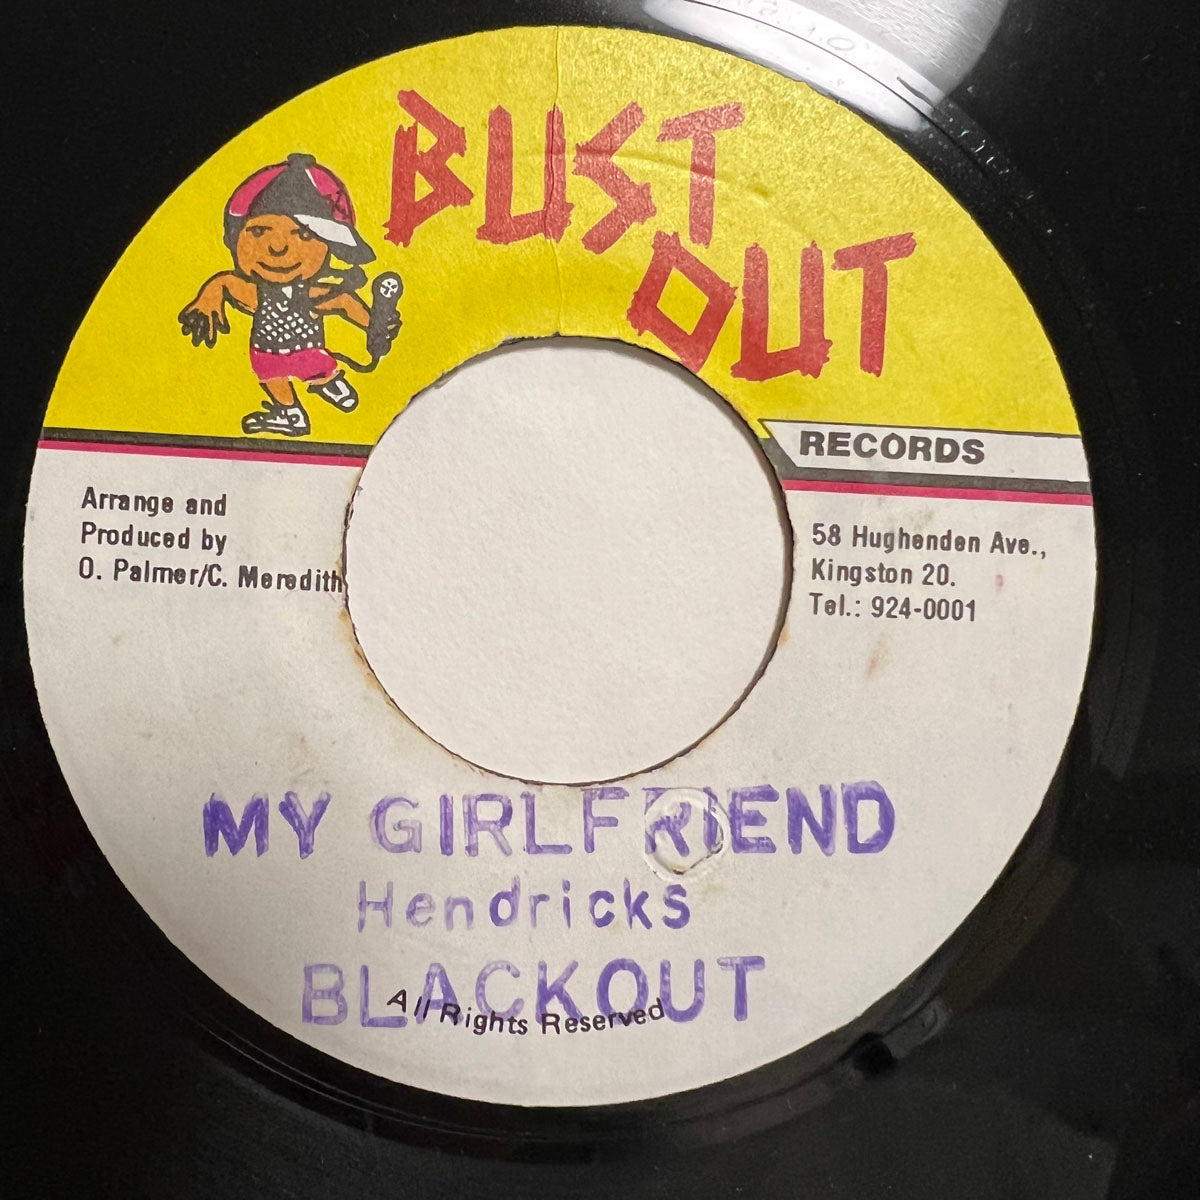 BUST
OUT
RECORDS
Arrange and
Produced by
O. Palmer/C. Meredith
58 Hughenden Ave.,
Kingston 20.
Tel.: 924-0001
MY GIRLFRIEND
Hendricks
BLACKOUT
All Rights Reserved